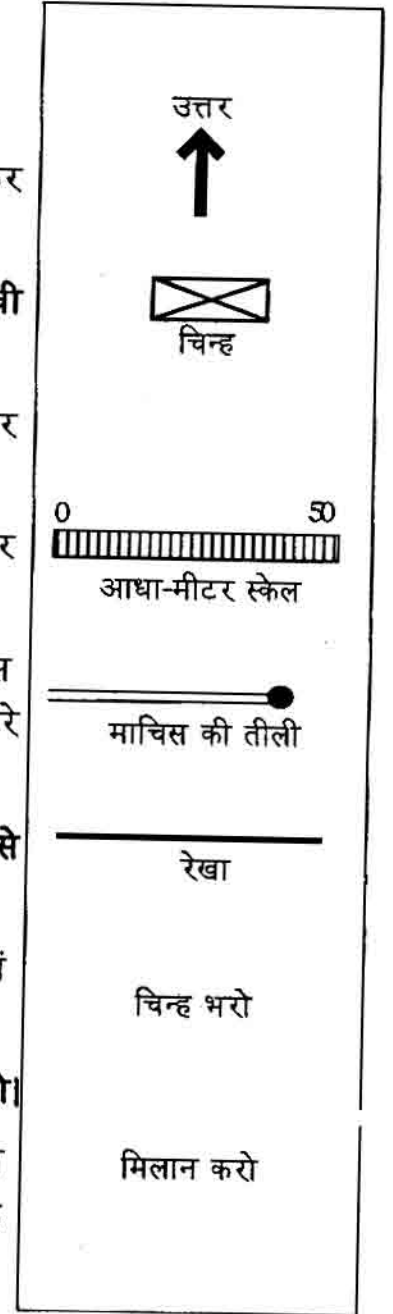 उत्तर
चिन्ह
0 50
आधा-मीटर स्केल
माचिस की तीली
रेखा
चिन्ह भरो
मिलान करो